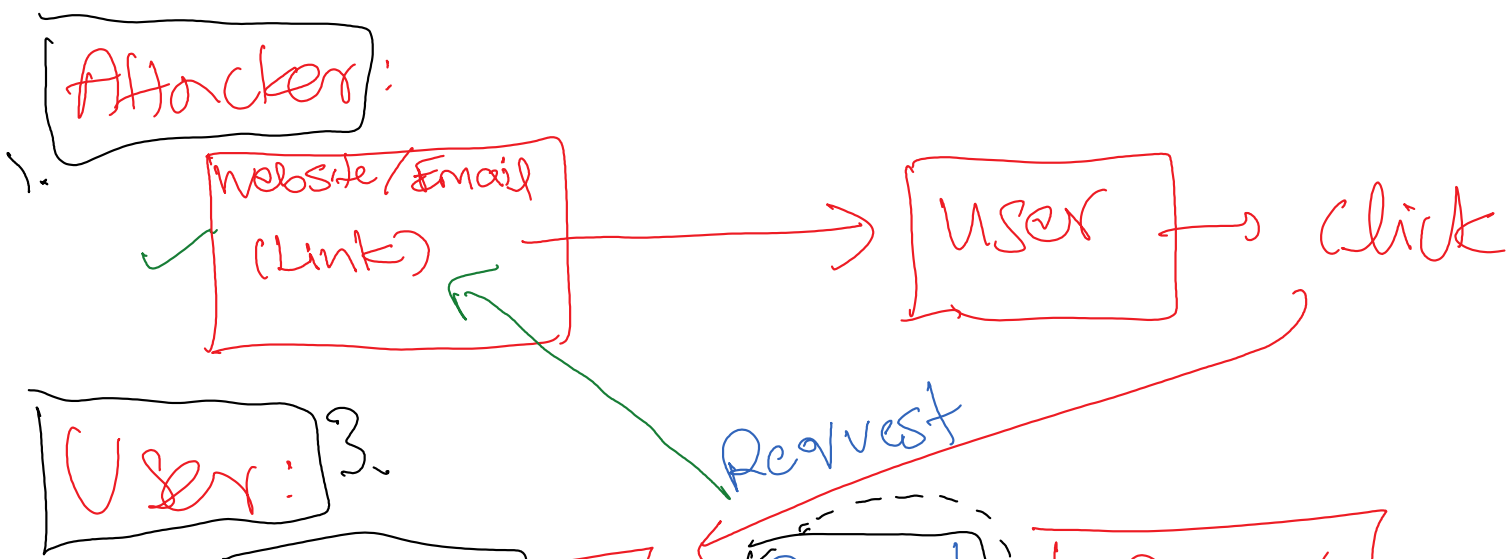 Attacker:
1.
Website/Email
(Link)
User
Click
Request
User:
3.